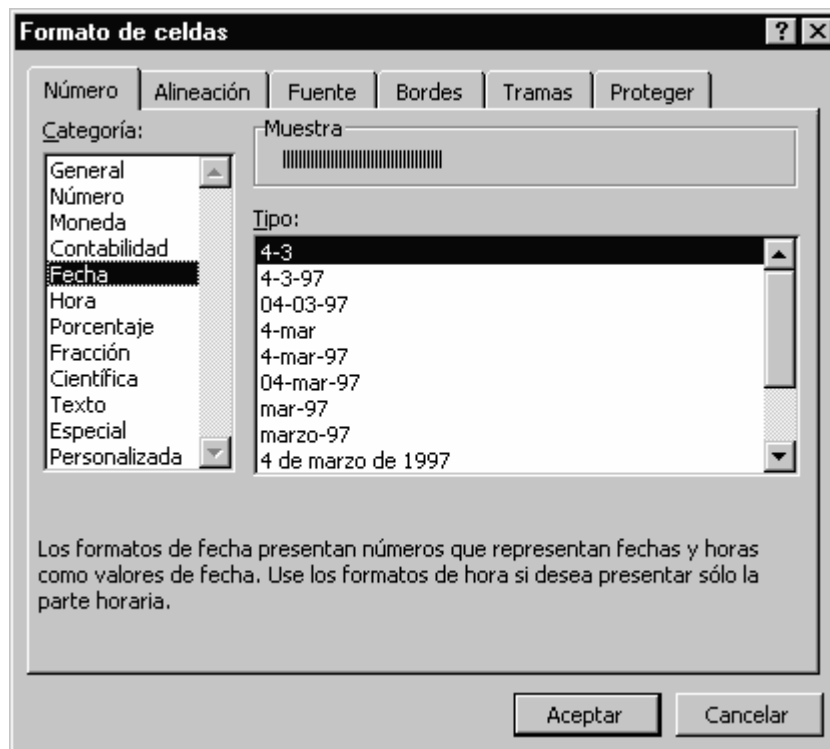 Formato de celdas
Número Alineación Fuente Bordes Tramas Proteger
Categoría:
General
Número
Moneda
Contabilidad
Fecha
Hora
Porcentaje
Fracción
Científica
Texto
Especial
Personalizada
Muestra
Tipo:
4-3
4-3-97
04-03-97
4-mar
4-mar-97
04-mar-97
mar-97
marzo-97
4 de marzo de 1997
Los formatos de fecha presentan números que representan fechas y horas
como valores de fecha. Use los formatos de hora si desea presentar sólo la
parte horaria.
Aceptar Cancelar